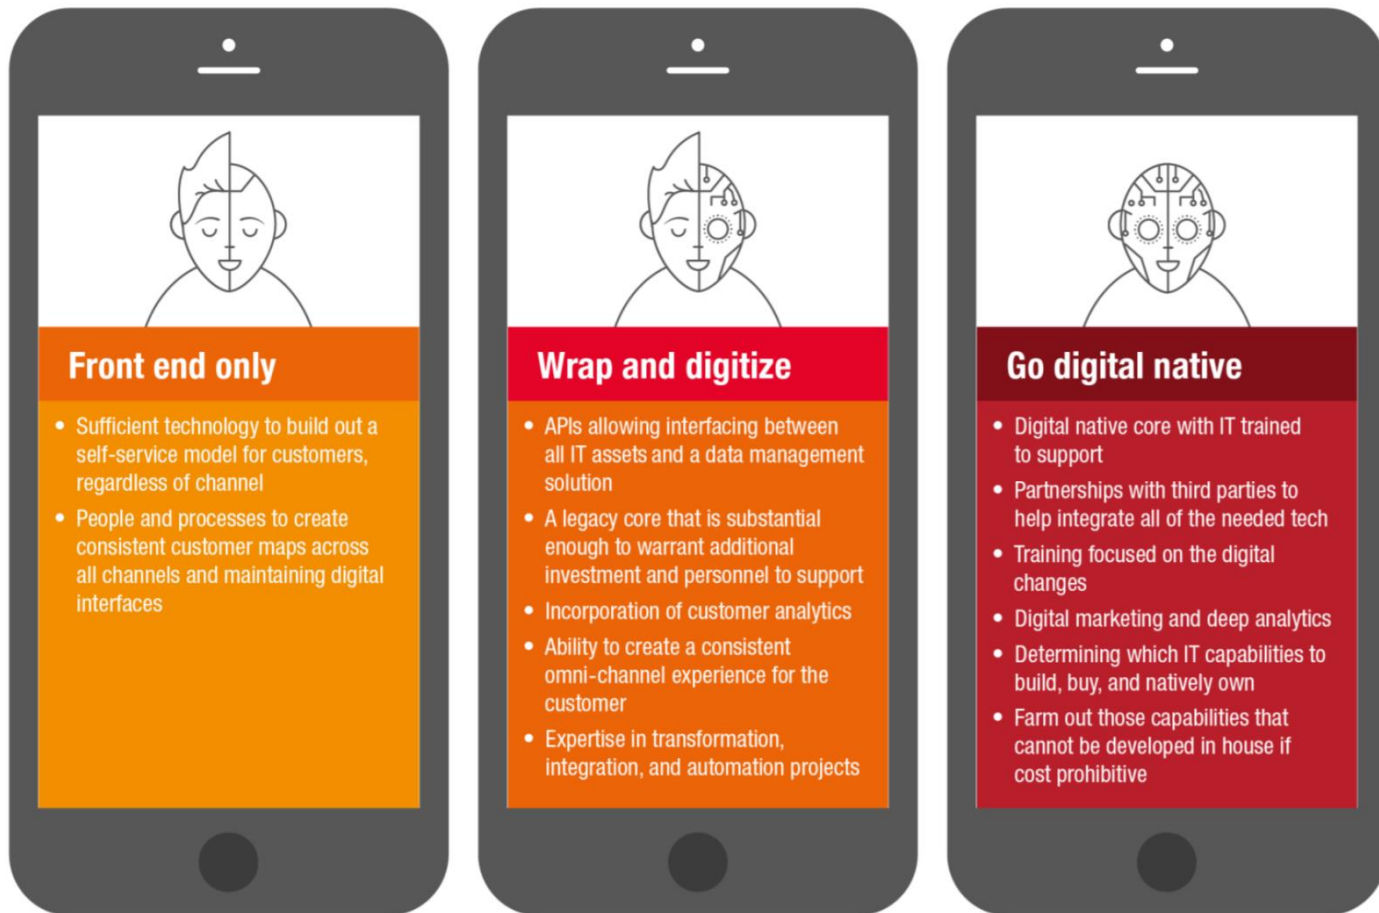 Front end only
• Sufficient technology to build out a
self-service model for customers,
regardless of channel
• People and processes to create
consistent customer maps across
all channels and maintaining digital
interfaces
Wrap and digitize
• APIs allowing interfacing between
all IT assets and a data management
solution
• A legacy core that is substantial
enough to warrant additional
investment and personnel to support
• Incorporation of customer analytics
• Ability to create a consistent
omni-channel experience for the
customer
• Expertise in transformation,
integration, and automation projects
Go digital native
• Digital native core with IT trained
to support
• Partnerships with third parties to
help integrate all of the needed tech
• Training focused on the digital
changes
• Digital marketing and deep analytics
• Determining which IT capabilities to
build, buy, and natively own
• Farm out those capabilities that
cannot be developed in house if
cost prohibitive